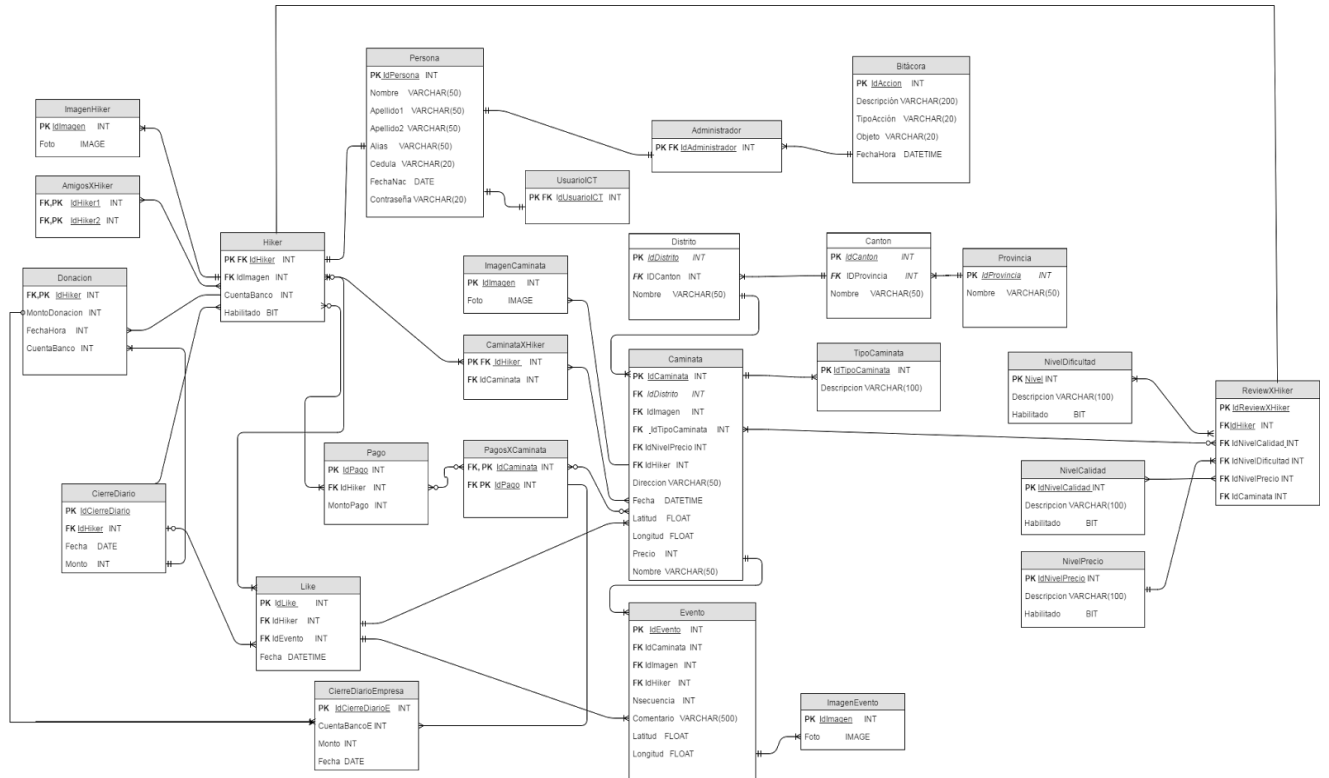 Persona
PK IdPersona INT
Nombre VARCHAR(50)
Apellido1 VARCHAR(50)
Apellido2 VARCHAR(50)
Alias VARCHAR(50)
Cedula VARCHAR(20)
FechaNac DATE
Contraseña VARCHAR(20)
Bitácora
PK IdAccion INT
Descripción VARCHAR(200)
TipoAcción VARCHAR(20)
Objeto VARCHAR(20)
FechaHora DATETIME
ImagenHiker
PK IdImagen INT
Foto IMAGE
Administrador
PK FK IdAdministrador INT
AmigosXHiker
FK,PK IdHiker1 INT
FK,PK IdHiker2 INT
UsuarioICT
PK FK IdUsuarioICT INT
Hiker
PK FK IdHiker INT
FK IdImagen INT
CuentaBanco INT
Habilitado BIT
Distrito
PK IdDistrito INT
FK IDCanton INT
Nombre VARCHAR(50)
Canton
PK IdCanton INT
FK IDProvincia INT
Nombre VARCHAR(50)
Provincia
PK IdProvincia INT
Nombre VARCHAR(50)
Donacion
FK,PK IdHiker INT
MontoDonacion INT
FechaHora INT
CuentaBanco INT
ImagenCaminata
PK IdImagen INT
Foto IMAGE
CaminataXHiker
PK FK IdHiker INT
FK IdCaminata INT
Caminata
PK IdCaminata INT
FK IdDistrito INT
FK IdImagen INT
FK _IdTipoCaminata INT
FK IdNivelPrecio INT
FK IdHiker INT
Direccion VARCHAR(50)
Fecha DATETIME
Latitud FLOAT
Longitud FLOAT
Precio INT
Nombre VARCHAR(50)
TipoCaminata
PK IdTipoCaminata INT
Descripcion VARCHAR(100)
NivelDificultad
PK Nivel INT
Descripcion VARCHAR(100)
Habilitado BIT
ReviewXHiker
PK IdReviewXHiker
FK IdHiker INT
FK IdNivelCalidad INT
FK IdNivelDificultad INT
FK IdNivelPrecio INT
FK IdCaminata INT
Pago
PK IdPago INT
FK IdHiker INT
MontoPago INT
PagosXCaminata
FK, PK IdCaminata INT
FK PK IdPago INT
NivelCalidad
PK IdNivelCalidad INT
Descripcion VARCHAR(100)
Habilitado BIT
CierreDiario
PK IdCierreDiario
FK IdHiker INT
Fecha DATE
Monto INT
NivelPrecio
PK IdNivelPrecio INT
Descripcion VARCHAR(100)
Habilitado BIT
Like
PK IdLike INT
FK IdHiker INT
FK IdEvento INT
Fecha DATETIME
Evento
PK IdEvento INT
FK IdCaminata INT
FK IdImagen INT
FK IdHiker INT
Nsecuencia INT
Comentario VARCHAR(500)
Latitud FLOAT
Longitud FLOAT
CierreDiarioEmpresa
PK IdCierreDiarioE INT
CuentaBancoE INT
Monto INT
Fecha DATE
ImagenEvento
PK IdImagen INT
Foto IMAGE